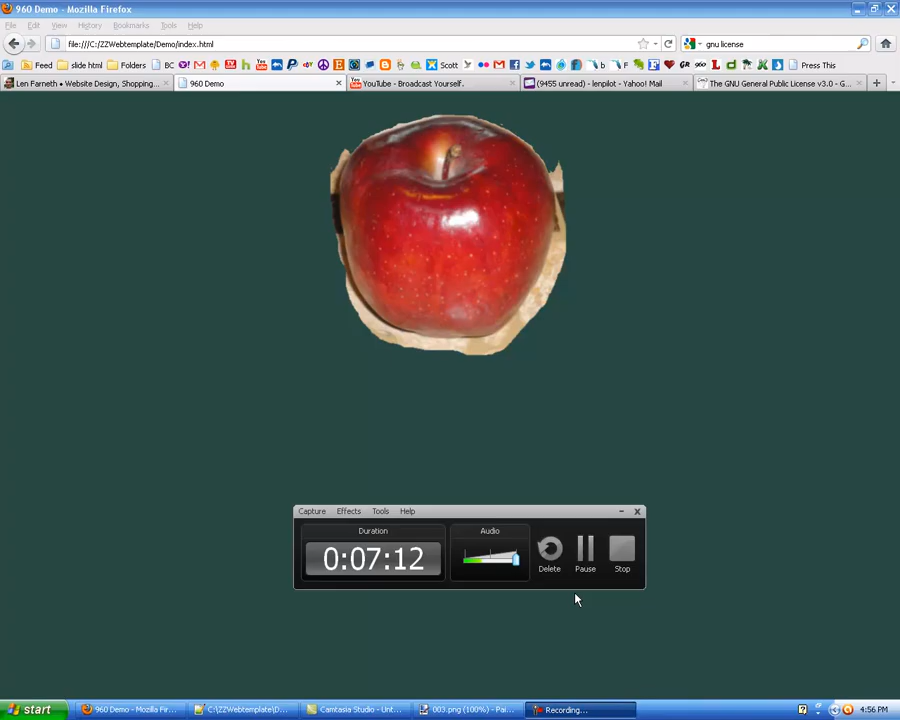 960 Demo - Mozilla Firefox
File Edit View History Bookmarks Tools Help
file:///C:/ZZWebtemplate/Demo/index.html
gnu license
Feed slide html Folders BC Scott GR 960 Press This
Len Farneth • Website Design, Shopping...
960 Demo
YouTube - Broadcast Yourself.
(9455 unread) - lenpilot - Yahoo! Mail
The GNU General Public License v3.0 - G...
Capture Effects Tools Help
Duration
Audio
0:07:12
Delete Pause Stop
start
960 Demo - Mozilla Fir...
C:\ZZWebtemplate\D...
Camtasia Studio - Unt...
003.png (100%) - Pai...
Recording...
4:56 PM